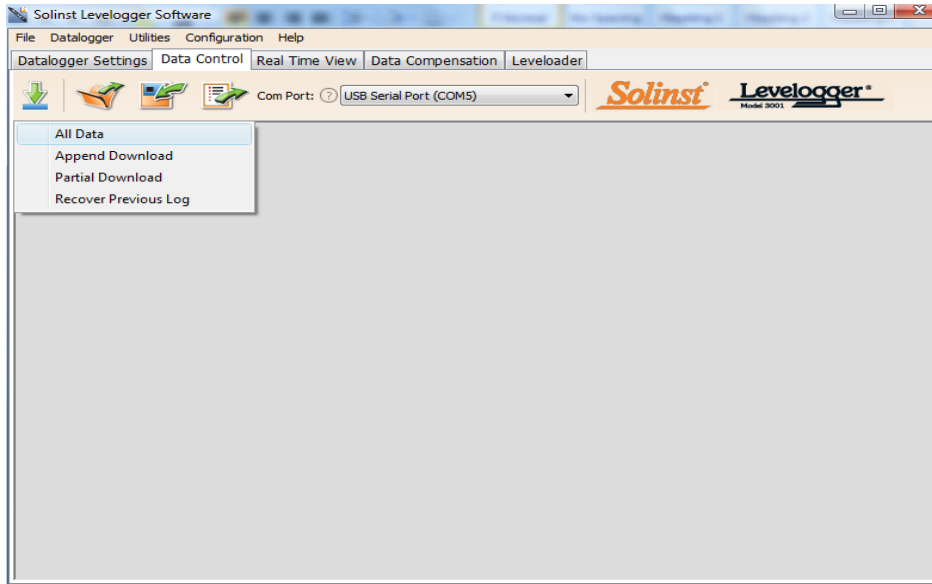 Solinst Levelogger Software
File Datalogger Utilities Configuration Help
Datalogger Settings Data Control Real Time View Data Compensation Leveloader
Com Port: ? USB Serial Port (COM5) Solinst Levelogger®
Model 3001
All Data
Append Download
Partial Download
Recover Previous Log